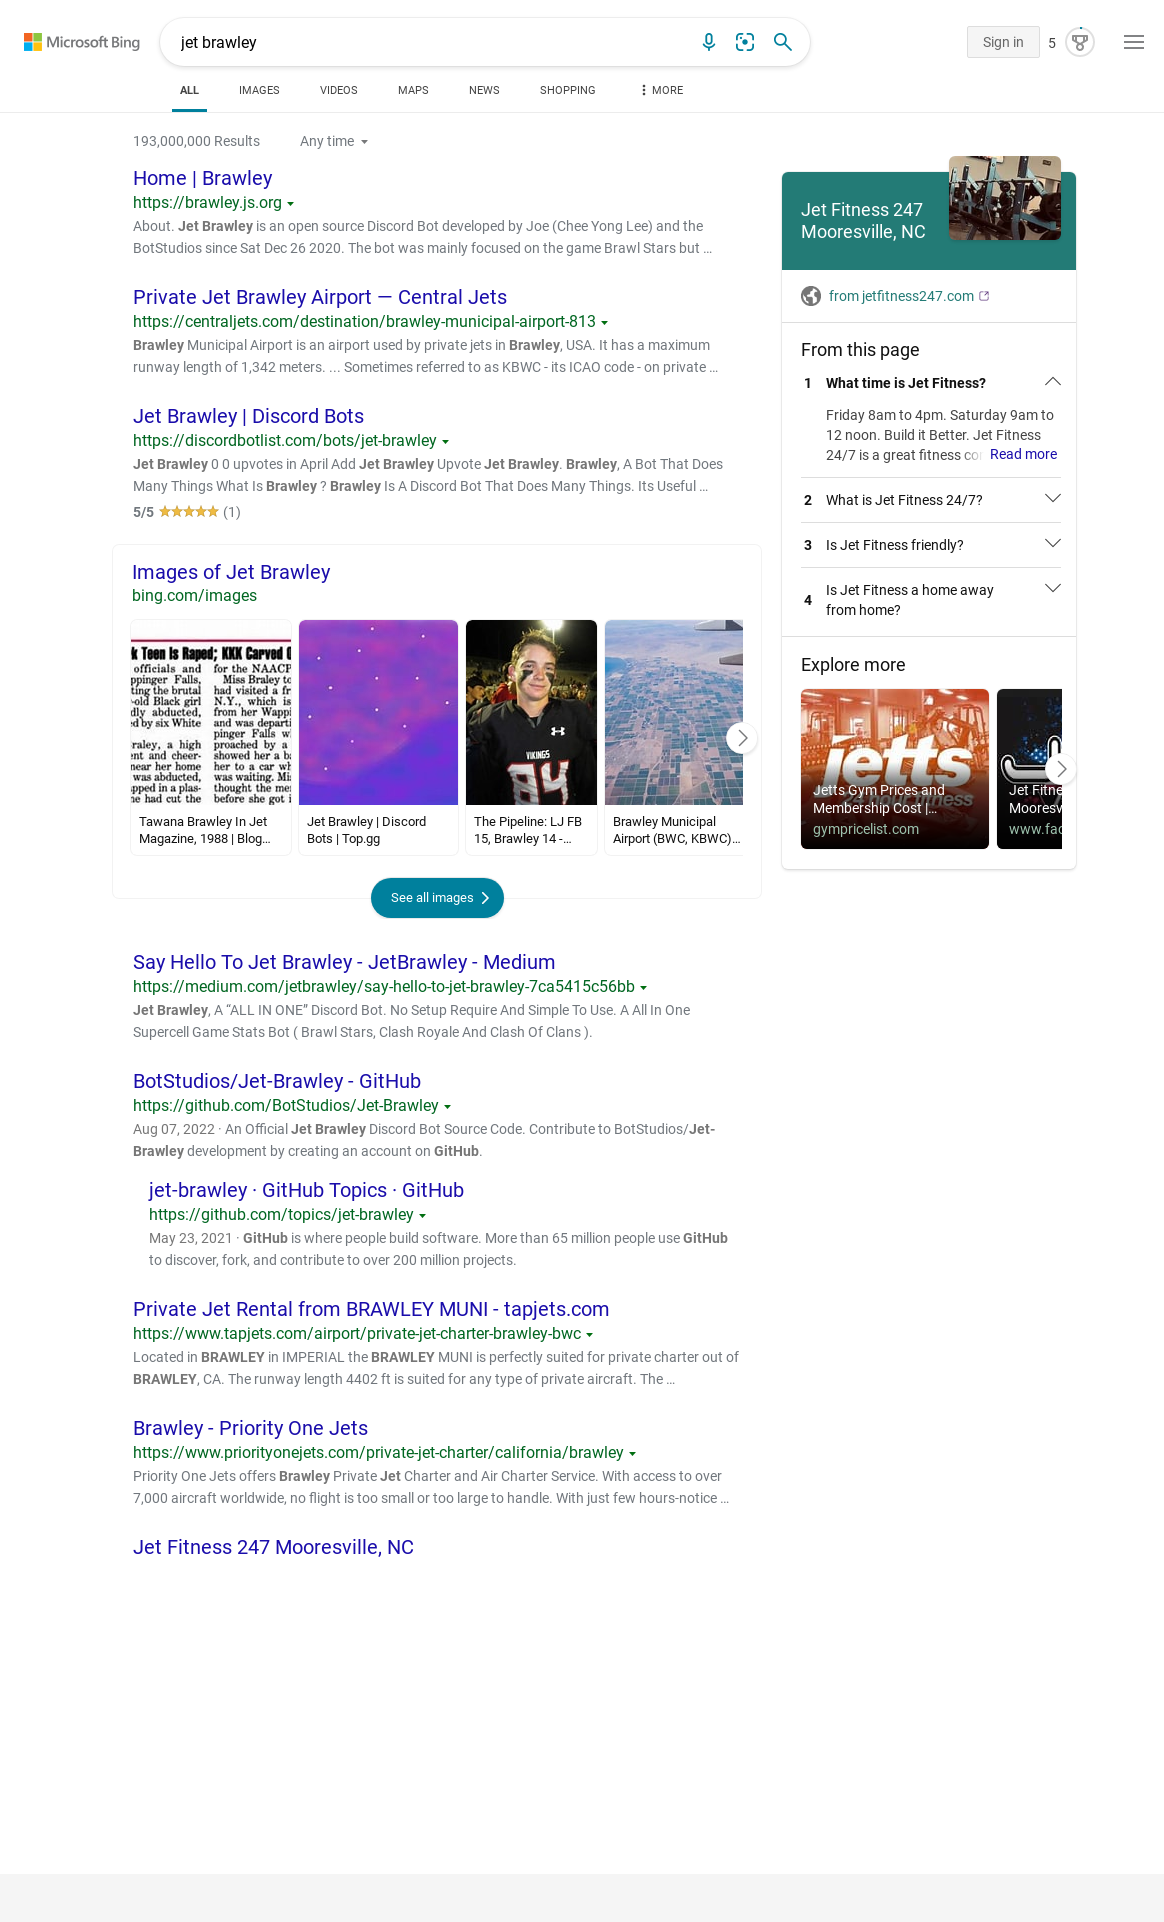 Microsoft Bing
jet brawley
Sign in
5
ALL
IMAGES
VIDEOS
MAPS
NEWS
SHOPPING
MORE
193,000,000 Results
Any time
Home | Brawley
https://brawley.js.org
About. Jet Brawley is an open source Discord Bot developed by Joe (Chee Yong Lee) and the
BotStudios since Sat Dec 26 2020. The bot was mainly focused on the game Brawl Stars but ...
Private Jet Brawley Airport — Central Jets
https://centraljets.com/destination/brawley-municipal-airport-813
Brawley Municipal Airport is an airport used by private jets in Brawley, USA. It has a maximum
runway length of 1,342 meters. ... Sometimes referred to as KBWC - its ICAO code - on private ...
Jet Brawley | Discord Bots
https://discordbotlist.com/bots/jet-brawley
Jet Brawley 0 0 upvotes in April Add Jet Brawley Upvote Jet Brawley. Brawley, A Bot That Does
Many Things What Is Brawley ? Brawley Is A Discord Bot That Does Many Things. Its Useful ...
5/5 (1)
Images of Jet Brawley
bing.com/images
k Teen Is Raped; KKK Carved
officials and
ppinger Falls,
ting the brutal
-old Black girl
dly abducted,
ed by six White
raley, a high
ent and cheer-
near her home
was abducted,
pped in a plas-
ne had cut the
for the NAACP
Miss Braley to
had visited a fr
N.Y., which is
from her Wappi
and was depart
pinger Falls wh
proached by a
showed her a b
her to a car wh
was waiting. Mi
thought the me
before she got i
VIKINGS
84
Tawana Brawley In Jet
Magazine, 1988 | Blog...
Jet Brawley | Discord
Bots | Top.gg
The Pipeline: LJ FB
15, Brawley 14 -...
Brawley Municipal
Airport (BWC, KBWC)...
See all images
Say Hello To Jet Brawley - JetBrawley - Medium
https://medium.com/jetbrawley/say-hello-to-jet-brawley-7ca5415c56bb
Jet Brawley, A “ALL IN ONE” Discord Bot. No Setup Require And Simple To Use. A All In One
Supercell Game Stats Bot ( Brawl Stars, Clash Royale And Clash Of Clans ).
BotStudios/Jet-Brawley - GitHub
https://github.com/BotStudios/Jet-Brawley
Aug 07, 2022 · An Official Jet Brawley Discord Bot Source Code. Contribute to BotStudios/Jet-
Brawley development by creating an account on GitHub.
jet-brawley · GitHub Topics · GitHub
https://github.com/topics/jet-brawley
May 23, 2021 · GitHub is where people build software. More than 65 million people use GitHub
to discover, fork, and contribute to over 200 million projects.
Private Jet Rental from BRAWLEY MUNI - tapjets.com
https://www.tapjets.com/airport/private-jet-charter-brawley-bwc
Located in BRAWLEY in IMPERIAL the BRAWLEY MUNI is perfectly suited for private charter out of
BRAWLEY, CA. The runway length 4402 ft is suited for any type of private aircraft. The ...
Brawley - Priority One Jets
https://www.priorityonejets.com/private-jet-charter/california/brawley
Priority One Jets offers Brawley Private Jet Charter and Air Charter Service. With access to over
7,000 aircraft worldwide, no flight is too small or too large to handle. With just few hours-notice ...
Jet Fitness 247 Mooresville, NC
Jet Fitness 247
Mooresville, NC
from jetfitness247.com
From this page
1 What time is Jet Fitness?
Friday 8am to 4pm. Saturday 9am to
12 noon. Build it Better. Jet Fitness
24/7 is a great fitness co Read more
2 What is Jet Fitness 24/7?
3 Is Jet Fitness friendly?
4 Is Jet Fitness a home away
from home?
Explore more
jetts
24 hour fitness
Jetts Gym Prices and
Membership Cost |...
gympricelist.com
Jet Fitne
Mooresv
www.fac